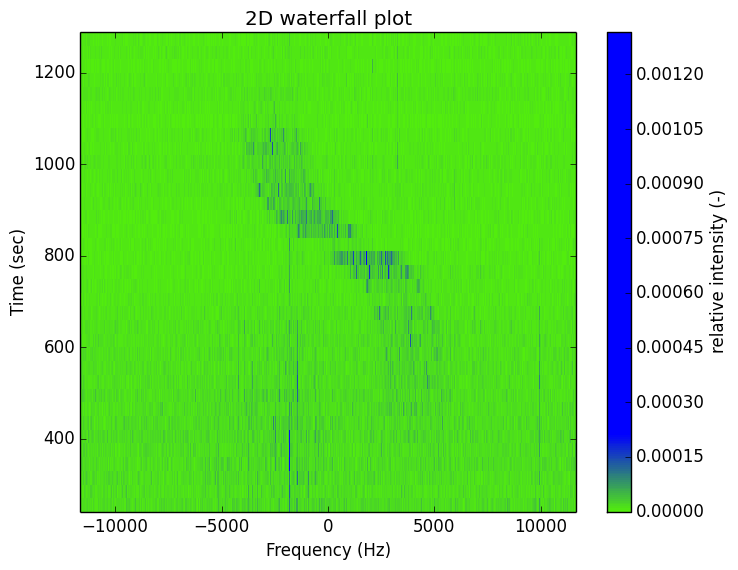 2D waterfall plot
1200
1000
800
600
400
Time (sec)
−10000 −5000 0 5000 10000
Frequency (Hz)
0.00120
0.00105
0.00090
0.00075
0.00060
0.00045
0.00030
0.00015
0.00000
relative intensity (-)